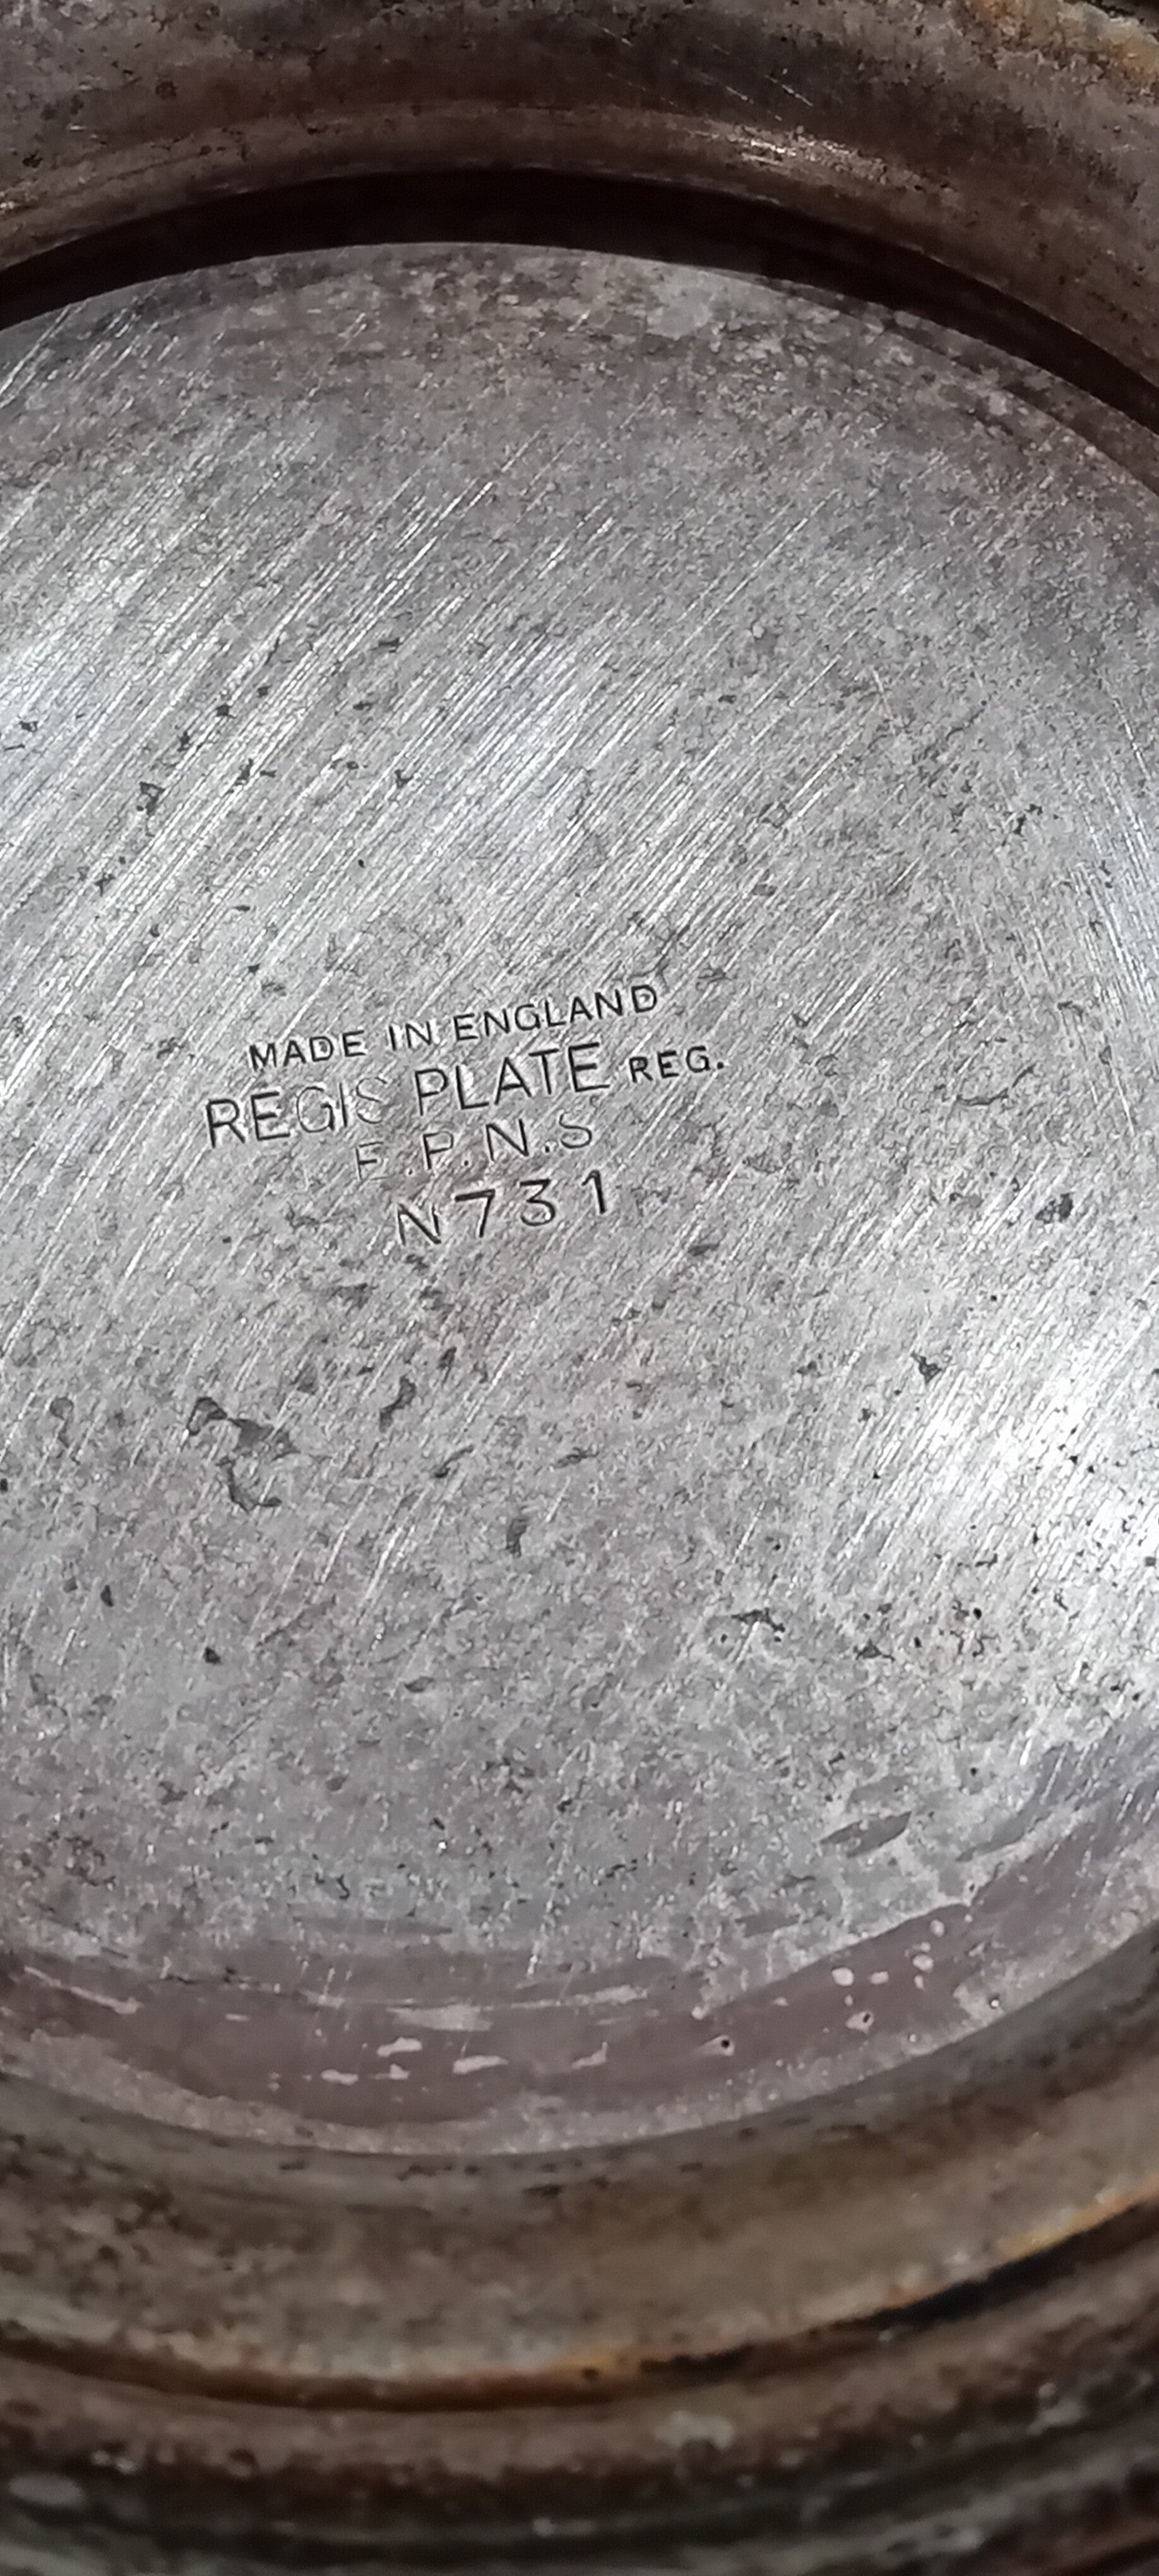 MADE IN ENGLAND
REGIS PLATE REG.
E.P.N.S
N731